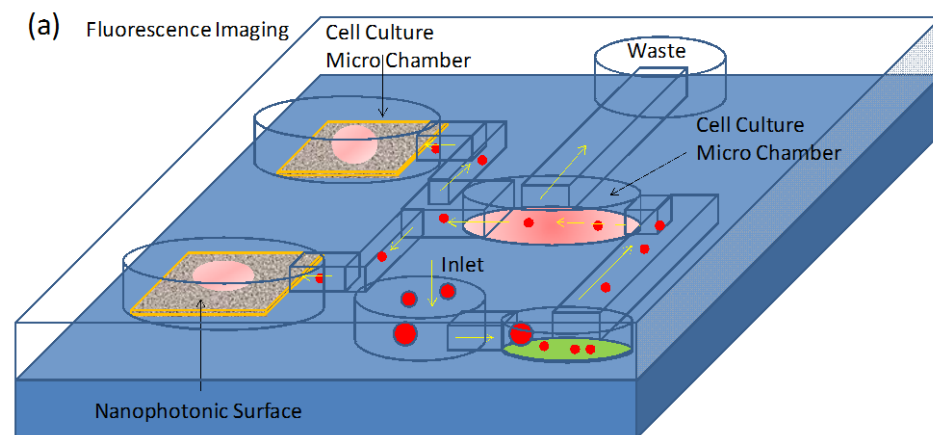 (a) Fluorescence Imaging
Cell Culture
Micro Chamber
Waste
Cell Culture
Micro Chamber
Inlet
Nanophotonic Surface